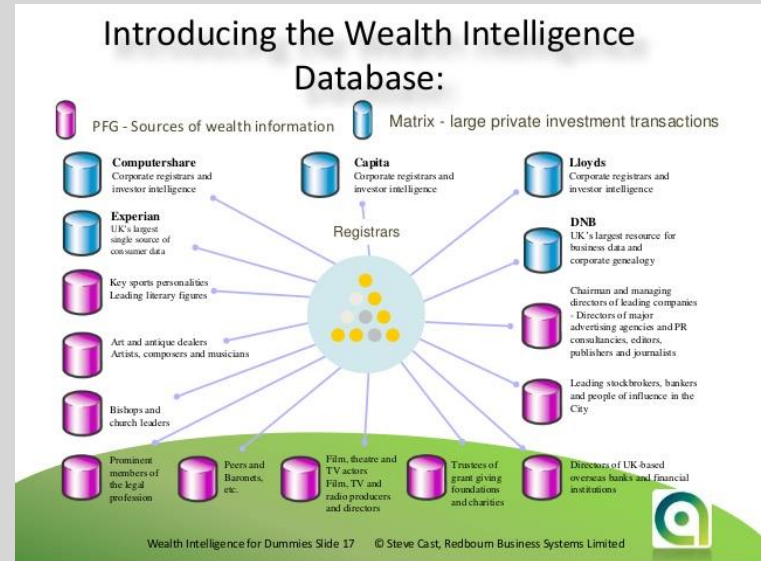 Introducing the Wealth Intelligence
Database:
PFG - Sources of wealth information
Matrix - large private investment transactions
Computershare
Corporate registrars and
investor intelligence
Capita
Corporate registrars and
investor intelligence
Lloyds
Corporate registrars and
investor intelligence
Experian
UK's largest
single source of
consumer data
Registrars
DNB
UK's largest resource for
business data and
corporate genealogy
Key sports personalities
Leading literary figures
Chairman and managing
directors of leading companies
- Directors of major
advertising agencies and PR
consultancies, editors,
publishers and journalists
Art and antique dealers
Artists, composers and musicians
Leading stockbrokers, bankers
and people of influence in the
City
Bishops and
church leaders
Prominent
members of
the legal
profession
Peers and
Baronets,
etc.
Film, theatre and
TV actors
Film, TV and
radio producers
and directors
Trustees of
grant giving
foundations
and charities
Directors of UK-based
overseas banks and financial
institutions
Wealth Intelligence for Dummies Slide 17 © Steve Cast, Redbourn Business Systems Limited